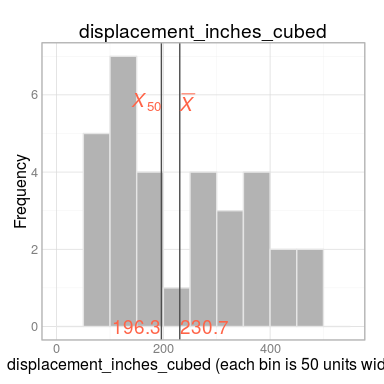 displacement_inches_cubed
Frequency
6
4
2
0
X50
X̅
196.3
230.7
0
200
400
displacement_inches_cubed (each bin is 50 units wid